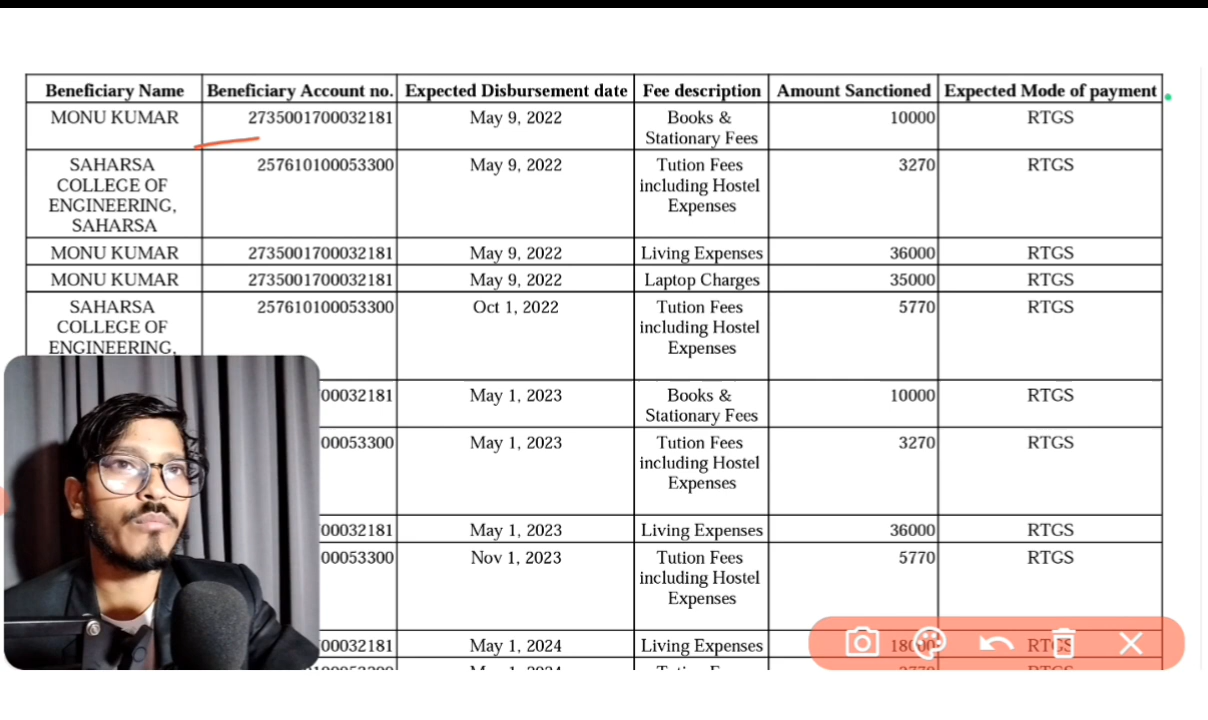 Beneficiary Name Beneficiary Account no. Expected Disbursement date Fee description Amount Sanctioned Expected Mode of payment
MONU KUMAR 2735001700032181 May 9, 2022 Books & 10000 RTGS
Stationary Fees
SAHARSA 257610100053300 May 9, 2022 Tution Fees 3270 RTGS
COLLEGE OF including Hostel
ENGINEERING, Expenses
SAHARSA
MONU KUMAR 2735001700032181 May 9, 2022 Living Expenses 36000 RTGS
MONU KUMAR 2735001700032181 May 9, 2022 Laptop Charges 35000 RTGS
SAHARSA 257610100053300 Oct 1, 2022 Tution Fees 5770 RTGS
COLLEGE OF including Hostel
ENGINEERING, Expenses
00032181 May 1, 2023 Books & 10000 RTGS
Stationary Fees
00053300 May 1, 2023 Tution Fees 3270 RTGS
including Hostel
Expenses
00032181 May 1, 2023 Living Expenses 36000 RTGS
00053300 Nov 1, 2023 Tution Fees 5770 RTGS
including Hostel
Expenses
00032181 May 1, 2024 Living Expenses 18000 RTGS